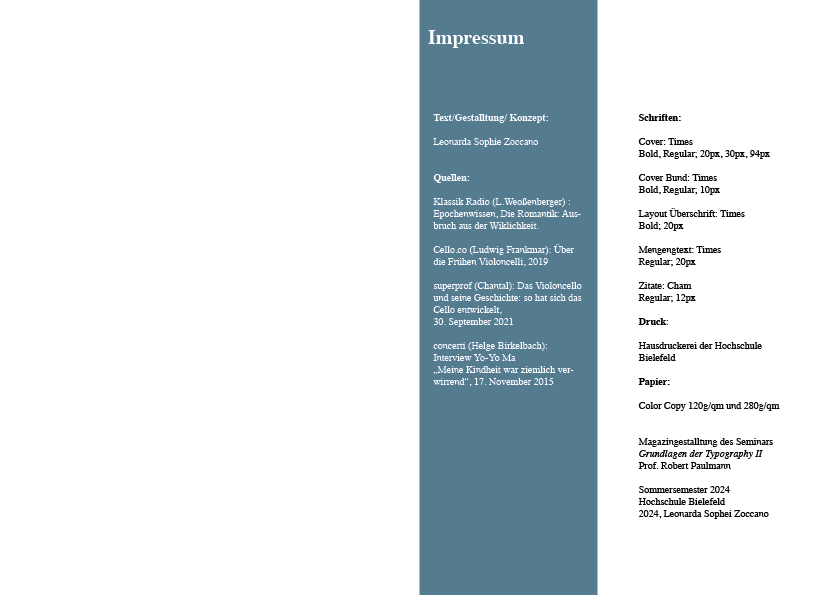 Impressum
Text/Gestalltung/ Konzept:
Leonarda Sophie Zoccano
Quellen:
Klassik Radio (L.Weoßenberger) :
Epochenwissen, Die Romantik: Aus-
bruch aus der Wiklichkeit.
Cello.co (Ludwig Frankmar): Über
die Frühen Violoncelli, 2019
superprof (Chantal): Das Violoncello
und seine Geschichte: so hat sich das
Cello entwickelt,
30. September 2021
concerti (Helge Birkelbach):
Interview Yo-Yo Ma
„Meine Kindheit war ziemlich ver-
wirrend“, 17. November 2015
Schriften:
Cover: Times
Bold, Regular; 20px, 30px, 94px
Cover Bund: Times
Bold, Regular; 10px
Layout Überschrift: Times
Bold; 20px
Mengengtext: Times
Regular; 20px
Zitate: Cham
Regular; 12px
Druck:
Hausdruckerei der Hochschule
Bielefeld
Papier:
Color Copy 120g/qm und 280g/qm
Magazingestalltung des Seminars
Grundlagen der Typography II
Prof. Robert Paulmann
Sommersemester 2024
Hochschule Bielefeld
2024, Leonarda Sophei Zoccano